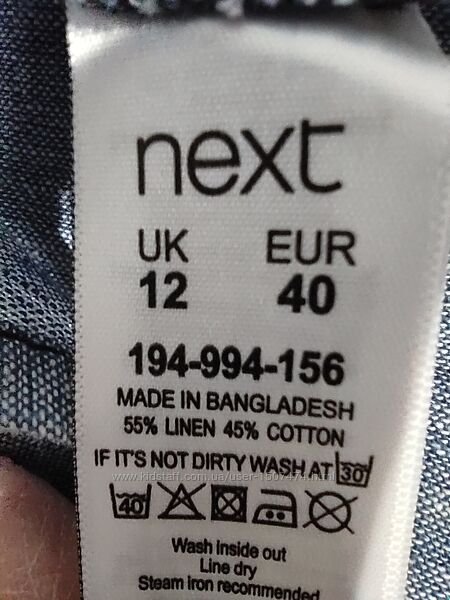 next
UK EUR
12 40
194-994-156
MADE IN BANGLADESH
55% LINEN 45% COTTON
IF IT'S NOT DIRTY WASH AT 30
40
Wash inside out
Line dry
Steam iron recommended